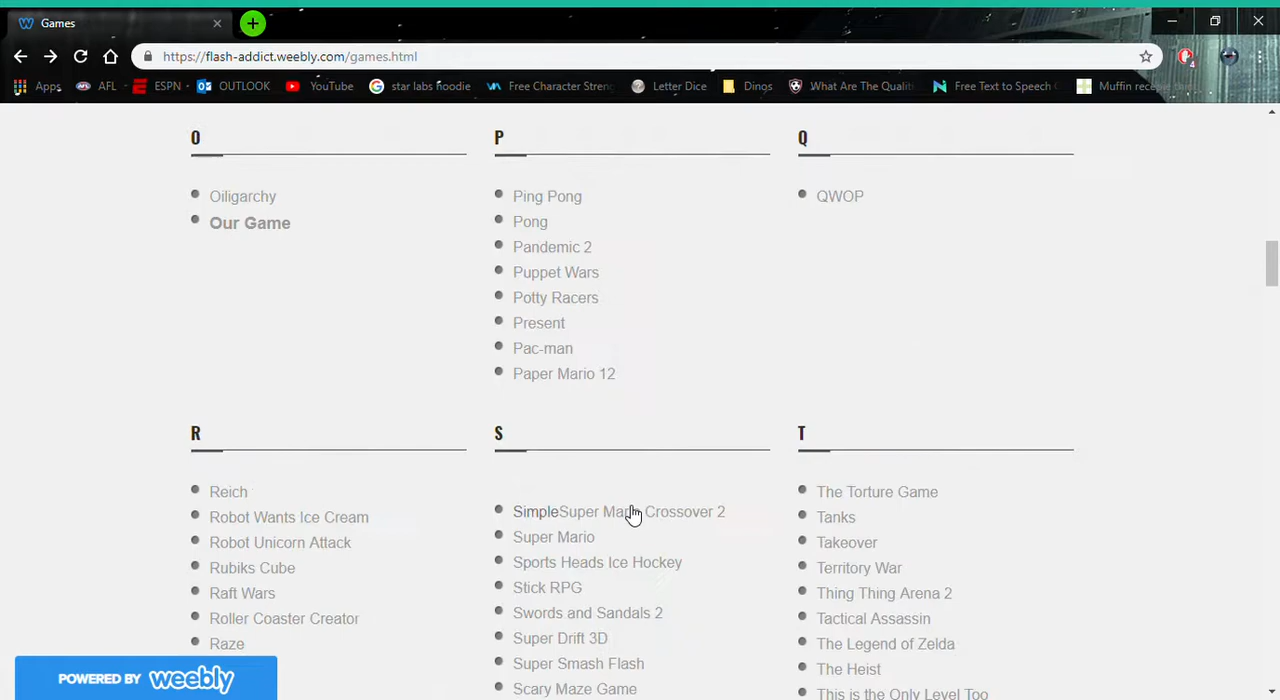 Games
https://flash-addict.weebly.com/games.html
Apps AFL ESPN OUTLOOK YouTube star labs hoodie Free Character Streng Letter Dice Dinos What Are The Qualiti Free Text to Speech Muffin recepie
O
Oiligarchy
Our Game
P
Ping Pong
Pong
Pandemic 2
Puppet Wars
Potty Racers
Present
Pac-man
Paper Mario 12
Q
QWOP
R
Reich
Robot Wants Ice Cream
Robot Unicorn Attack
Rubiks Cube
Raft Wars
Roller Coaster Creator
Raze
S
SimpleSuper Mario Crossover 2
Super Mario
Sports Heads Ice Hockey
Stick RPG
Swords and Sandals 2
Super Drift 3D
Super Smash Flash
Scary Maze Game
T
The Torture Game
Tanks
Takeover
Territory War
Thing Thing Arena 2
Tactical Assassin
The Legend of Zelda
The Heist
This is the Only Level Too
POWERED BY weebly